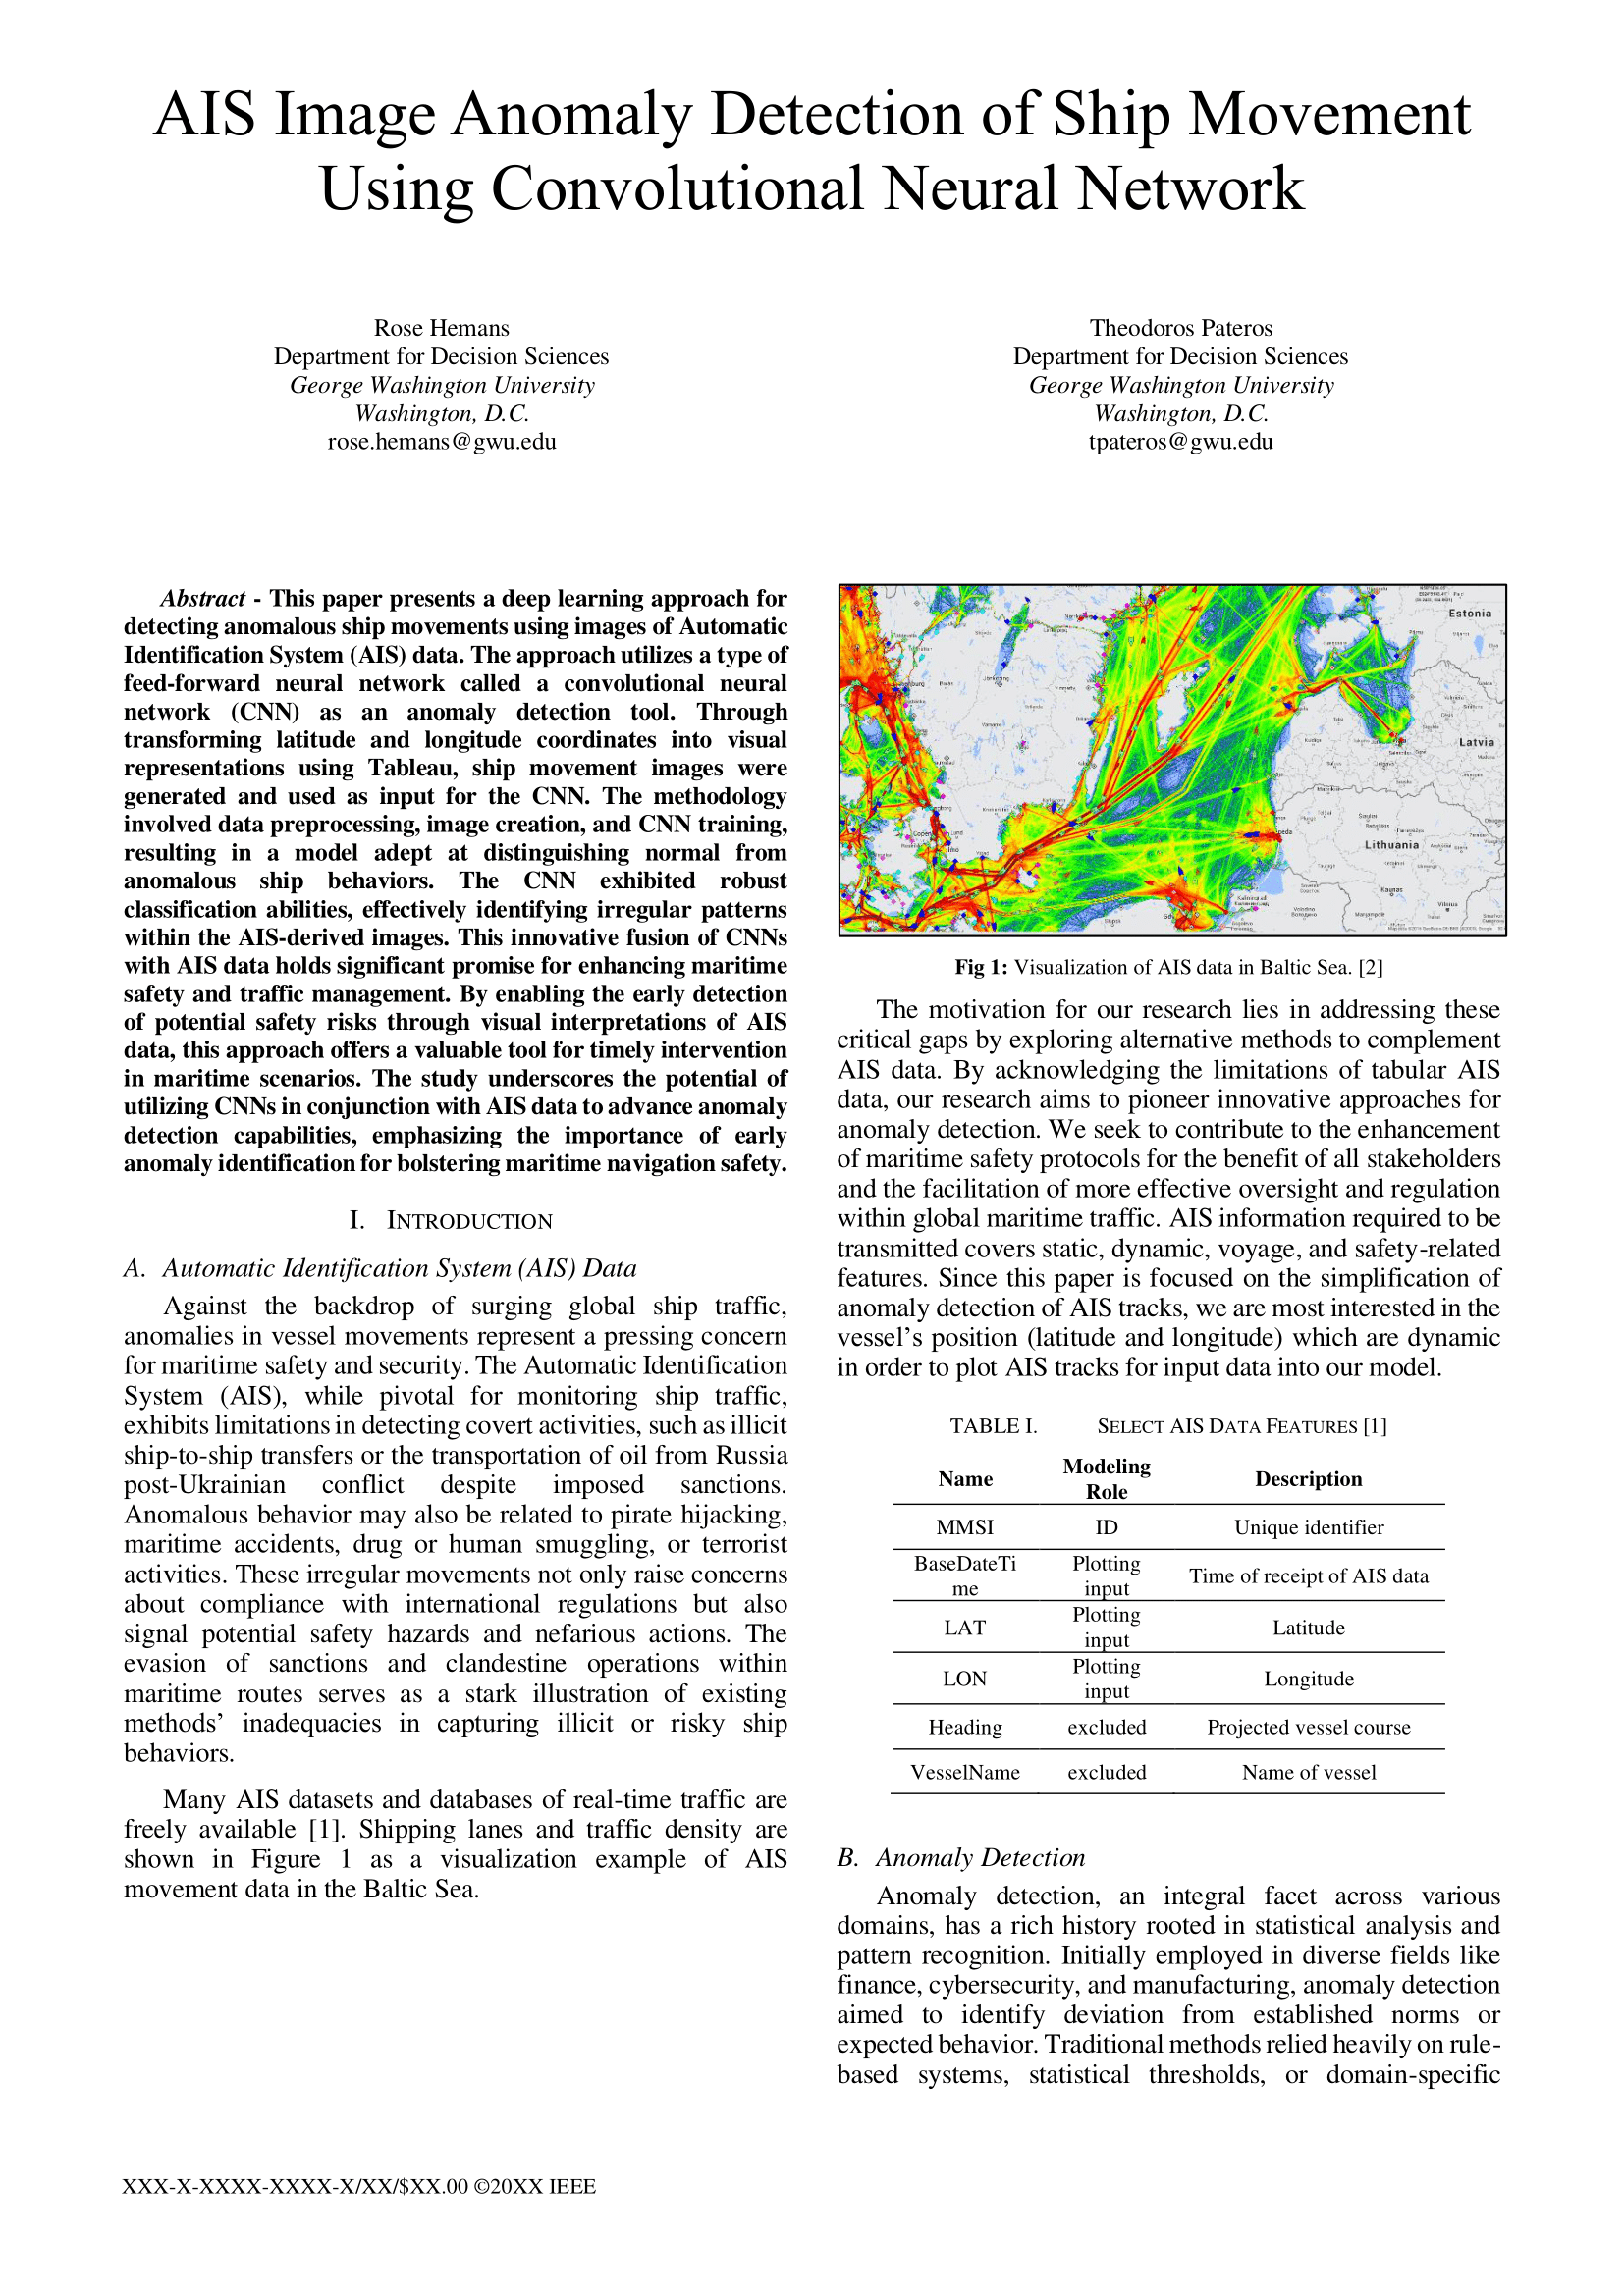 AIS Image Anomaly Detection of Ship Movement
Using Convolutional Neural Network
Rose Hemans
Department for Decision Sciences
George Washington University
Washington, D.C.
rose.hemans@gwu.edu
Theodoros Pateros
Department for Decision Sciences
George Washington University
Washington, D.C.
tpateros@gwu.edu
Abstract - This paper presents a deep learning approach for
detecting anomalous ship movements using images of Automatic
Identification System (AIS) data. The approach utilizes a type of
feed-forward neural network called a convolutional neural
network (CNN) as an anomaly detection tool. Through
transforming latitude and longitude coordinates into visual
representations using Tableau, ship movement images were
generated and used as input for the CNN. The methodology
involved data preprocessing, image creation, and CNN training,
resulting in a model adept at distinguishing normal from
anomalous ship behaviors. The CNN exhibited robust
classification abilities, effectively identifying irregular patterns
within the AIS-derived images. This innovative fusion of CNNs
with AIS data holds significant promise for enhancing maritime
safety and traffic management. By enabling the early detection
of potential safety risks through visual interpretations of AIS
data, this approach offers a valuable tool for timely intervention
in maritime scenarios. The study underscores the potential of
utilizing CNNs in conjunction with AIS data to advance anomaly
detection capabilities, emphasizing the importance of early
anomaly identification for bolstering maritime navigation safety.
I. INTRODUCTION
A. Automatic Identification System (AIS) Data
Against the backdrop of surging global ship traffic,
anomalies in vessel movements represent a pressing concern
for maritime safety and security. The Automatic Identification
System (AIS), while pivotal for monitoring ship traffic,
exhibits limitations in detecting covert activities, such as illicit
ship-to-ship transfers or the transportation of oil from Russia
post-Ukrainian conflict despite imposed sanctions.
Anomalous behavior may also be related to pirate hijacking,
maritime accidents, drug or human smuggling, or terrorist
activities. These irregular movements not only raise concerns
about compliance with international regulations but also
signal potential safety hazards and nefarious actions. The
evasion of sanctions and clandestine operations within
maritime routes serves as a stark illustration of existing
methods' inadequacies in capturing illicit or risky ship
behaviors.
Many AIS datasets and databases of real-time traffic are
freely available [1]. Shipping lanes and traffic density are
shown in Figure 1 as a visualization example of AIS
movement data in the Baltic Sea.
Estonia
Latvia
Lithuania
Kaunas
Vilnius
Fig 1: Visualization of AIS data in Baltic Sea. [2]
The motivation for our research lies in addressing these
critical gaps by exploring alternative methods to complement
AIS data. By acknowledging the limitations of tabular AIS
data, our research aims to pioneer innovative approaches for
anomaly detection. We seek to contribute to the enhancement
of maritime safety protocols for the benefit of all stakeholders
and the facilitation of more effective oversight and regulation
within global maritime traffic. AIS information required to be
transmitted covers static, dynamic, voyage, and safety-related
features. Since this paper is focused on the simplification of
anomaly detection of AIS tracks, we are most interested in the
vessel's position (latitude and longitude) which are dynamic
in order to plot AIS tracks for input data into our model.
TABLE I. SELECT AIS DATA FEATURES [1]
Name Modeling Role Description
MMSI ID Unique identifier
BaseDateTime Plotting input Time of receipt of AIS data
LAT Plotting input Latitude
LON Plotting input Longitude
Heading excluded Projected vessel course
VesselName excluded Name of vessel
B. Anomaly Detection
Anomaly detection, an integral facet across various
domains, has a rich history rooted in statistical analysis and
pattern recognition. Initially employed in diverse fields like
finance, cybersecurity, and manufacturing, anomaly detection
aimed to identify deviation from established norms or
expected behavior. Traditional methods relied heavily on rule-
based systems, statistical thresholds, or domain-specific
XXX-X-XXXX-XXXX-X/XX/$XX.00 ©20XX IEEE